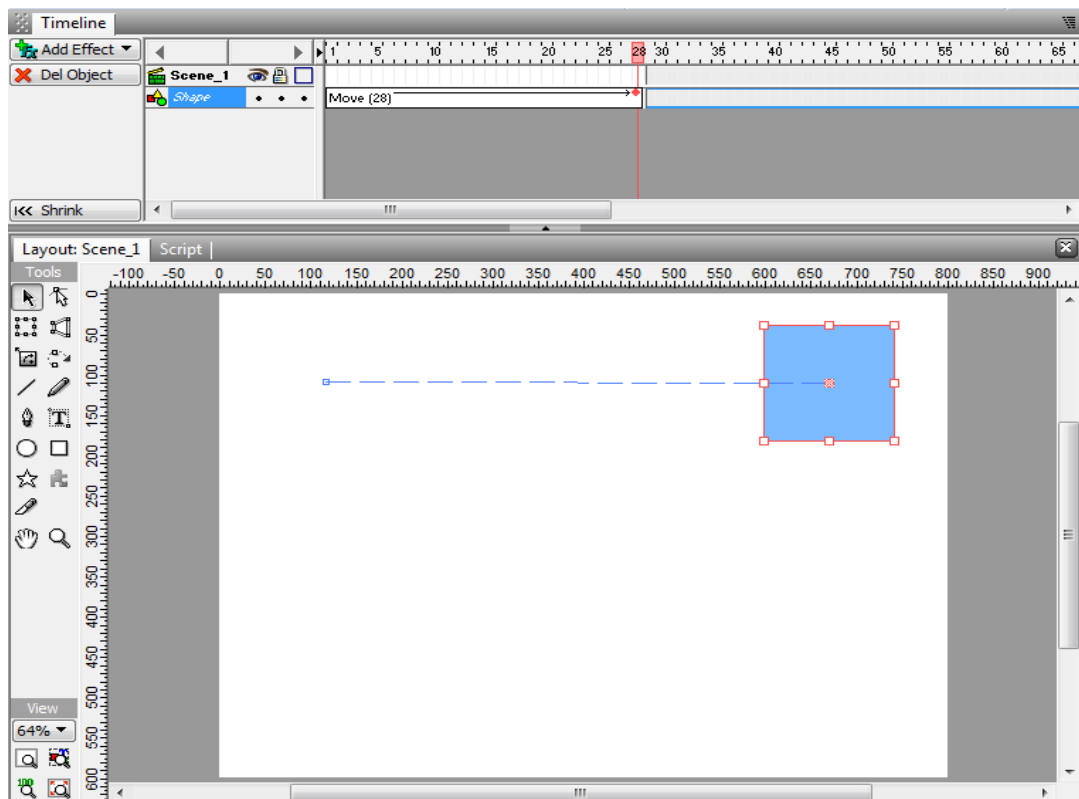 Timeline
Add Effect 1 5 10 15 20 25 28 30 35 40 45 50 55 60 65
Del Object Scene_1
Shape Move (28)
Shrink
Layout: Scene_1 Script
Tools -100 -50 0 50 100 150 200 250 300 350 400 450 500 550 600 650 700 750 800 850 900
0
50
100
150
200
250
300
350
400
450
500
550
600
View
64%
100